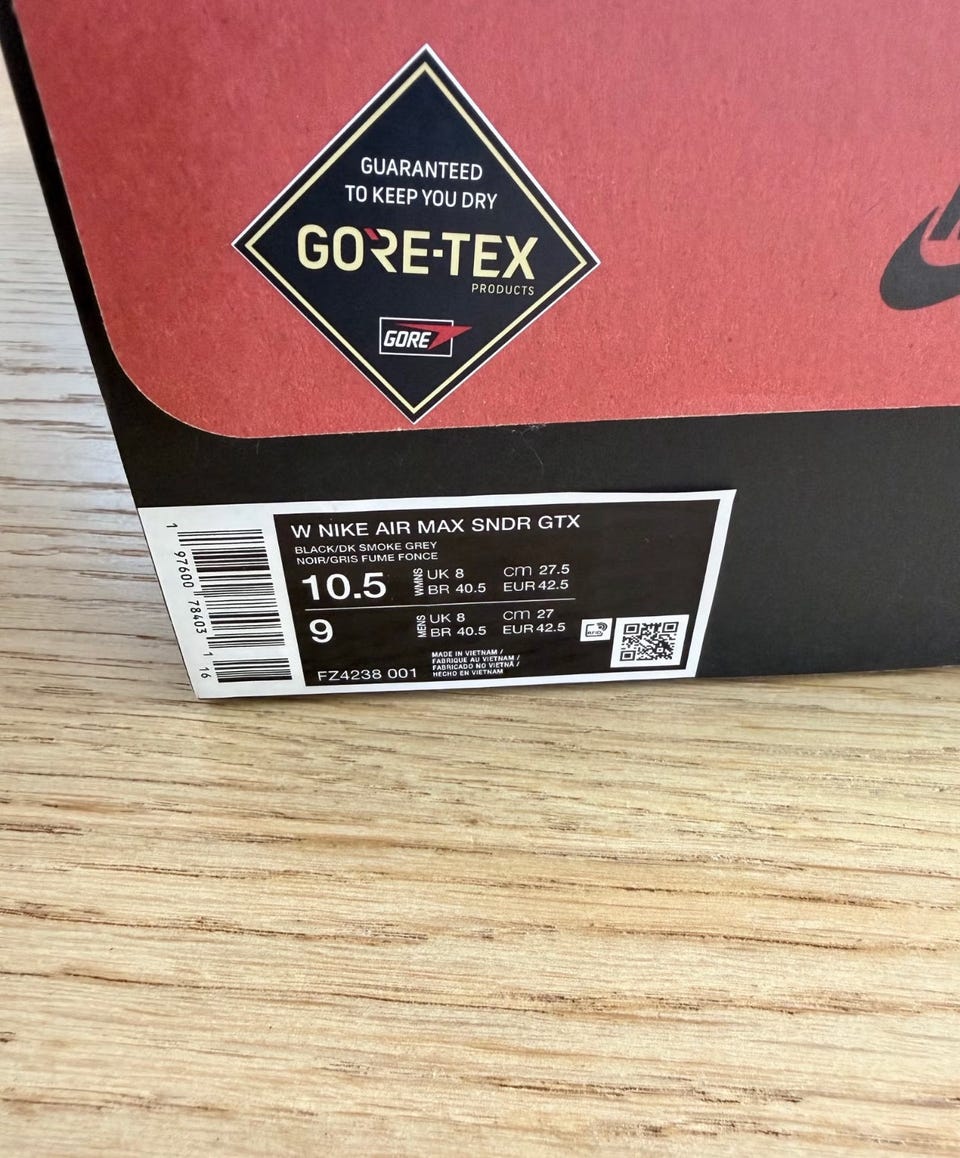 GUARANTEED
TO KEEP YOU DRY
GORE-TEX
PRODUCTS
GORE
W NIKE AIR MAX SNDR GTX
BLACK/DK SMOKE GREY
NOIR/GRIS FUME FONCE
10.5 WMNS UK 8 cm 27.5
BR 40.5 EUR 42.5
9 MENS UK 8 cm 27
BR 40.5 EUR 42.5
RFID
FZ4238 001
MADE IN VIETNAM /
FABRIQUE AU VIETNAM /
FABRICADO NO VIETNÃ /
HECHO EN VIETNAM
1 97600 78403 1 16